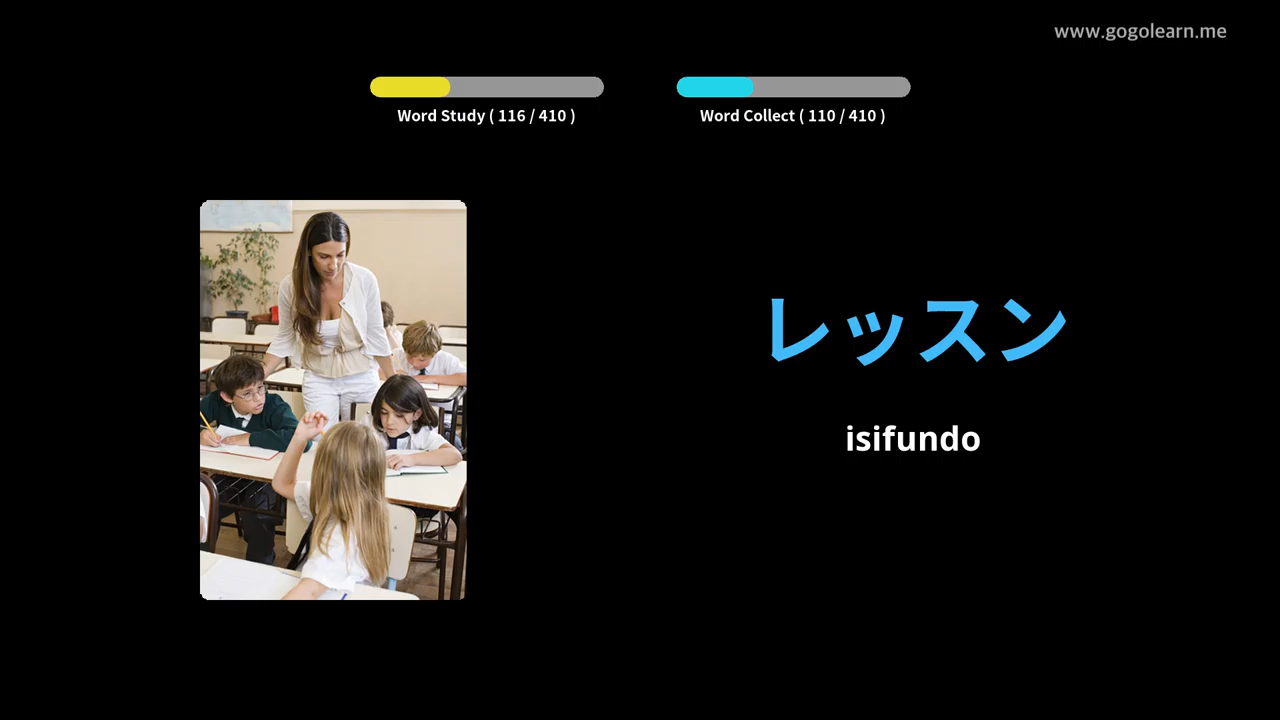 www.gogolearn.me
Word Study ( 116 / 410 )
Word Collect ( 110 / 410 )
レッスン
isifundo